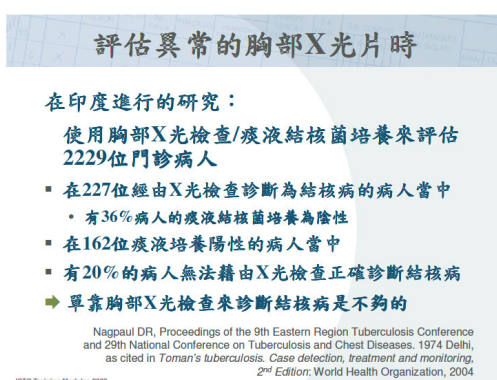 評估異常的胸部X光片時
在印度進行的研究：
使用胸部X光檢查/痰液結核菌培養來評估
2229位門診病人
▪ 在227位經由X光檢查診斷為結核病的病人當中
• 有36%病人的痰液結核菌培養為陰性
▪ 在162位痰液培養陽性的病人當中
▪ 有20%的病人無法藉由X光檢查正確診斷結核病
➡ 單靠胸部X光檢查來診斷結核病是不夠的
Nagpaul DR, Proceedings of the 9th Eastern Region Tuberculosis Conference
and 29th National Conference on Tuberculosis and Chest Diseases. 1974 Delhi,
as cited in Toman's tuberculosis. Case detection, treatment and monitoring,
2nd Edition: World Health Organization, 2004